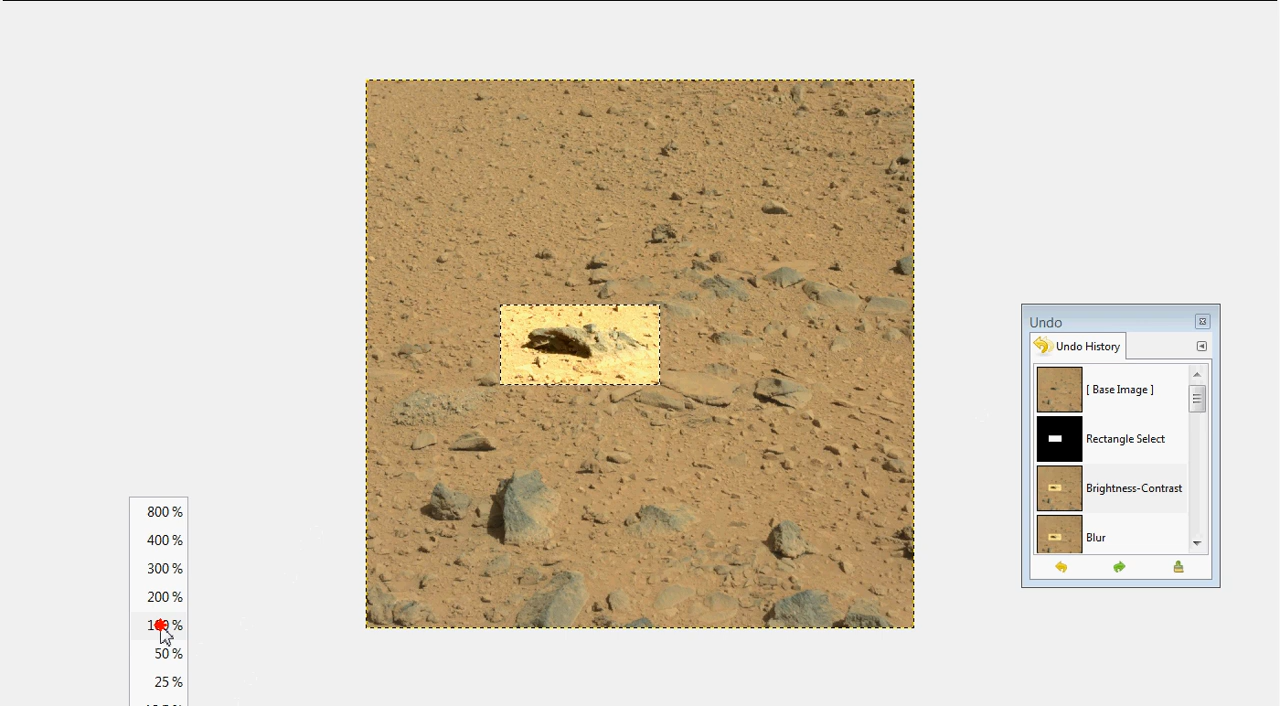 Undo
Undo History
[ Base Image ]
Rectangle Select
Brightness-Contrast
Blur
800 %
400 %
300 %
200 %
50 %
25 %